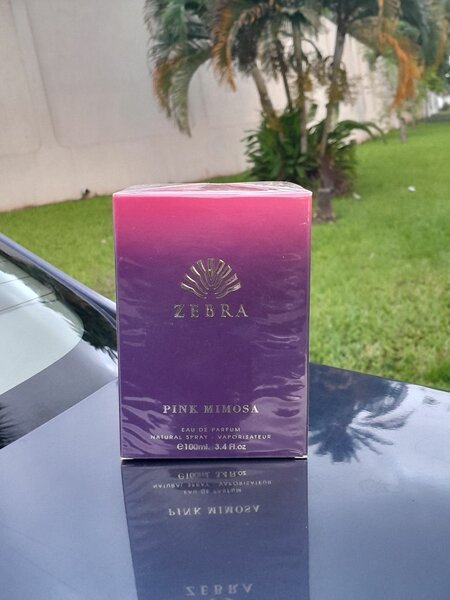 ZEBRA
PINK MIMOSA
EAU DE PARFUM
NATURAL SPRAY - VAPORISATEUR
℮100ml. 3.4 fl.oz